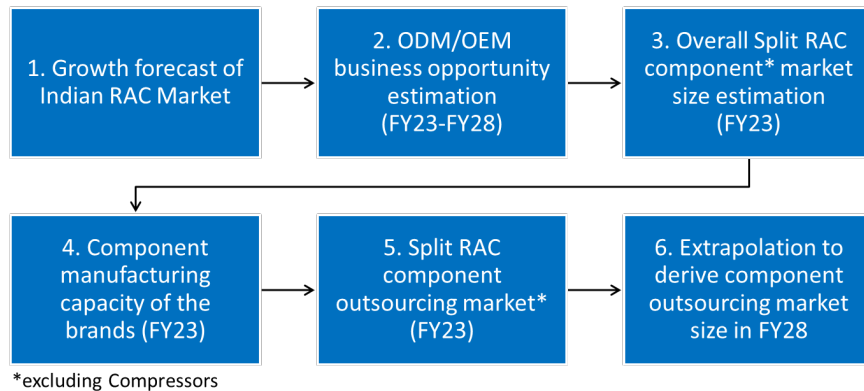 1. Growth forecast of
Indian RAC Market
2. ODM/OEM
business opportunity
estimation
(FY23-FY28)
3. Overall Split RAC
component* market
size estimation
(FY23)
4. Component
manufacturing
capacity of the
brands (FY23)
5. Split RAC
component
outsourcing market*
(FY23)
6. Extrapolation to
derive component
outsourcing market
size in FY28
*excluding Compressors